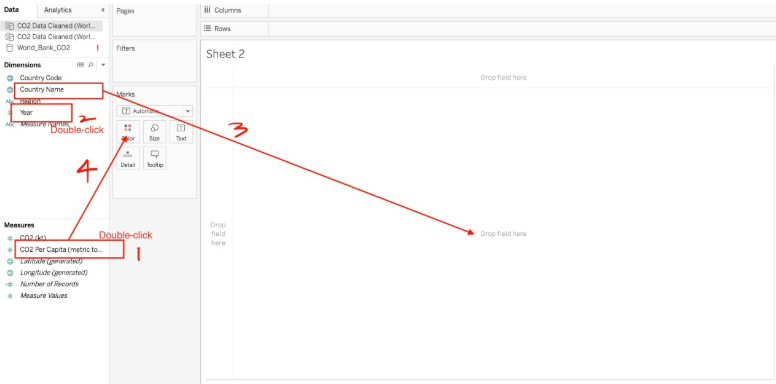 Data
Analytics
Pages
Columns
Rows
CO2 Data Cleaned (Worl...
CO2 Data Cleaned (Worl...
World_Bank_CO2 !
Filters
Sheet 2
Dimensions
Drop field here
Country Code
Country Name
Marks
Abc Region
Automatic
Year
2
Abc Measure Names
Double-click
3
Color
Size
Text
4
Detail
Tooltip
Drop
field
here
Drop field here
Measures
CO2 (kt)
Double-click
CO2 Per Capita (metric to...
1
Latitude (generated)
Longitude (generated)
Number of Records
Measure Values